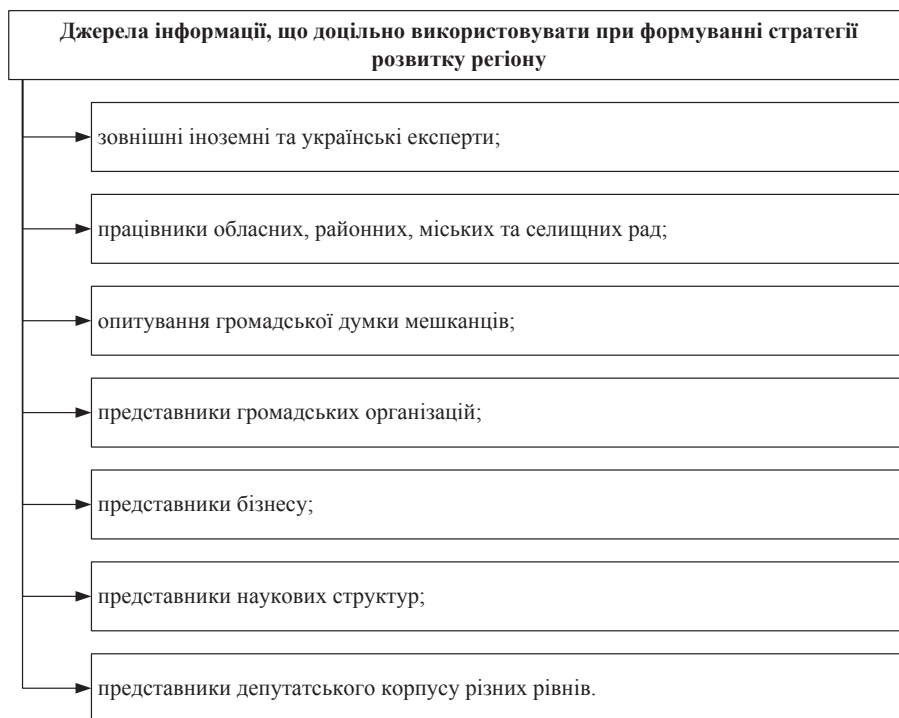 Джерела інформації, що доцільно використовувати при формуванні стратегії
розвитку регіону
зовнішні іноземні та українські експерти;
працівники обласних, районних, міських та селищних рад;
опитування громадської думки мешканців;
представники громадських організацій;
представники бізнесу;
представники наукових структур;
представники депутатського корпусу різних рівнів.